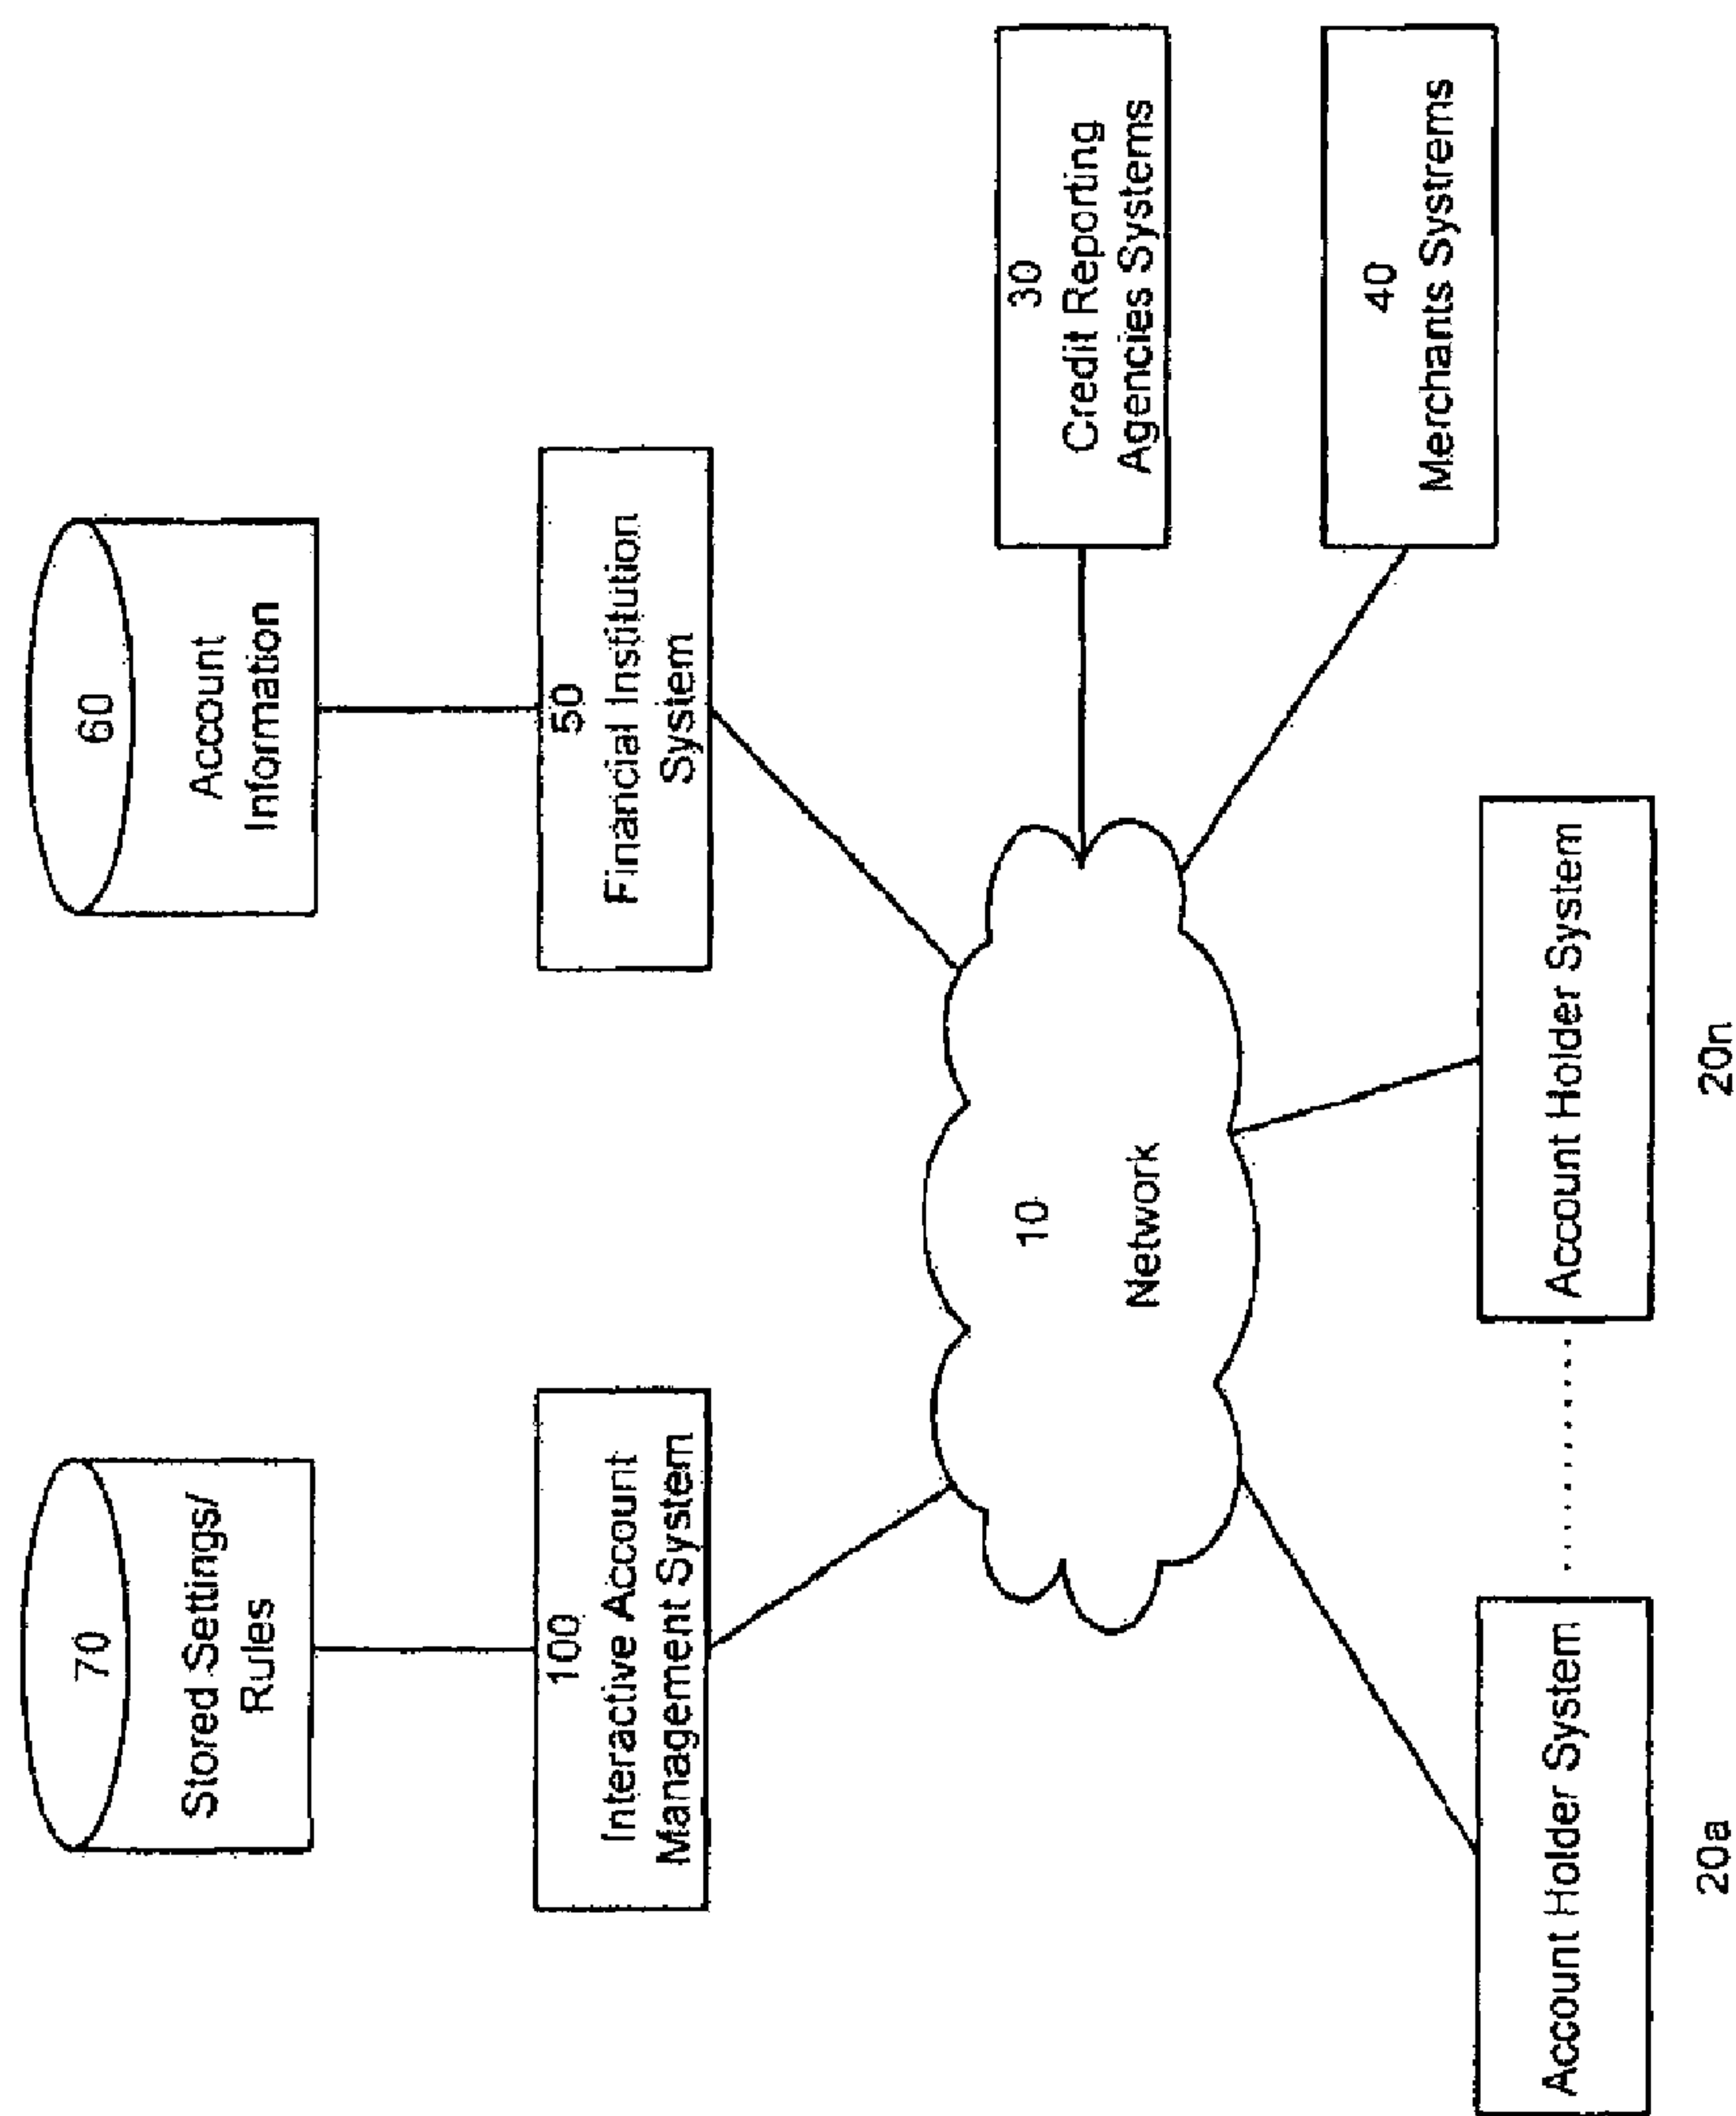 70
Stored Settings/
Rules
60
Account
Information
100
Interactive Account
Management System
50
Financial Institution
System
10
Network
30
Credit Reporting
Agencies Systems
40
Merchants Systrems
Account Holder System
...........
Account Holder System
20a
20n